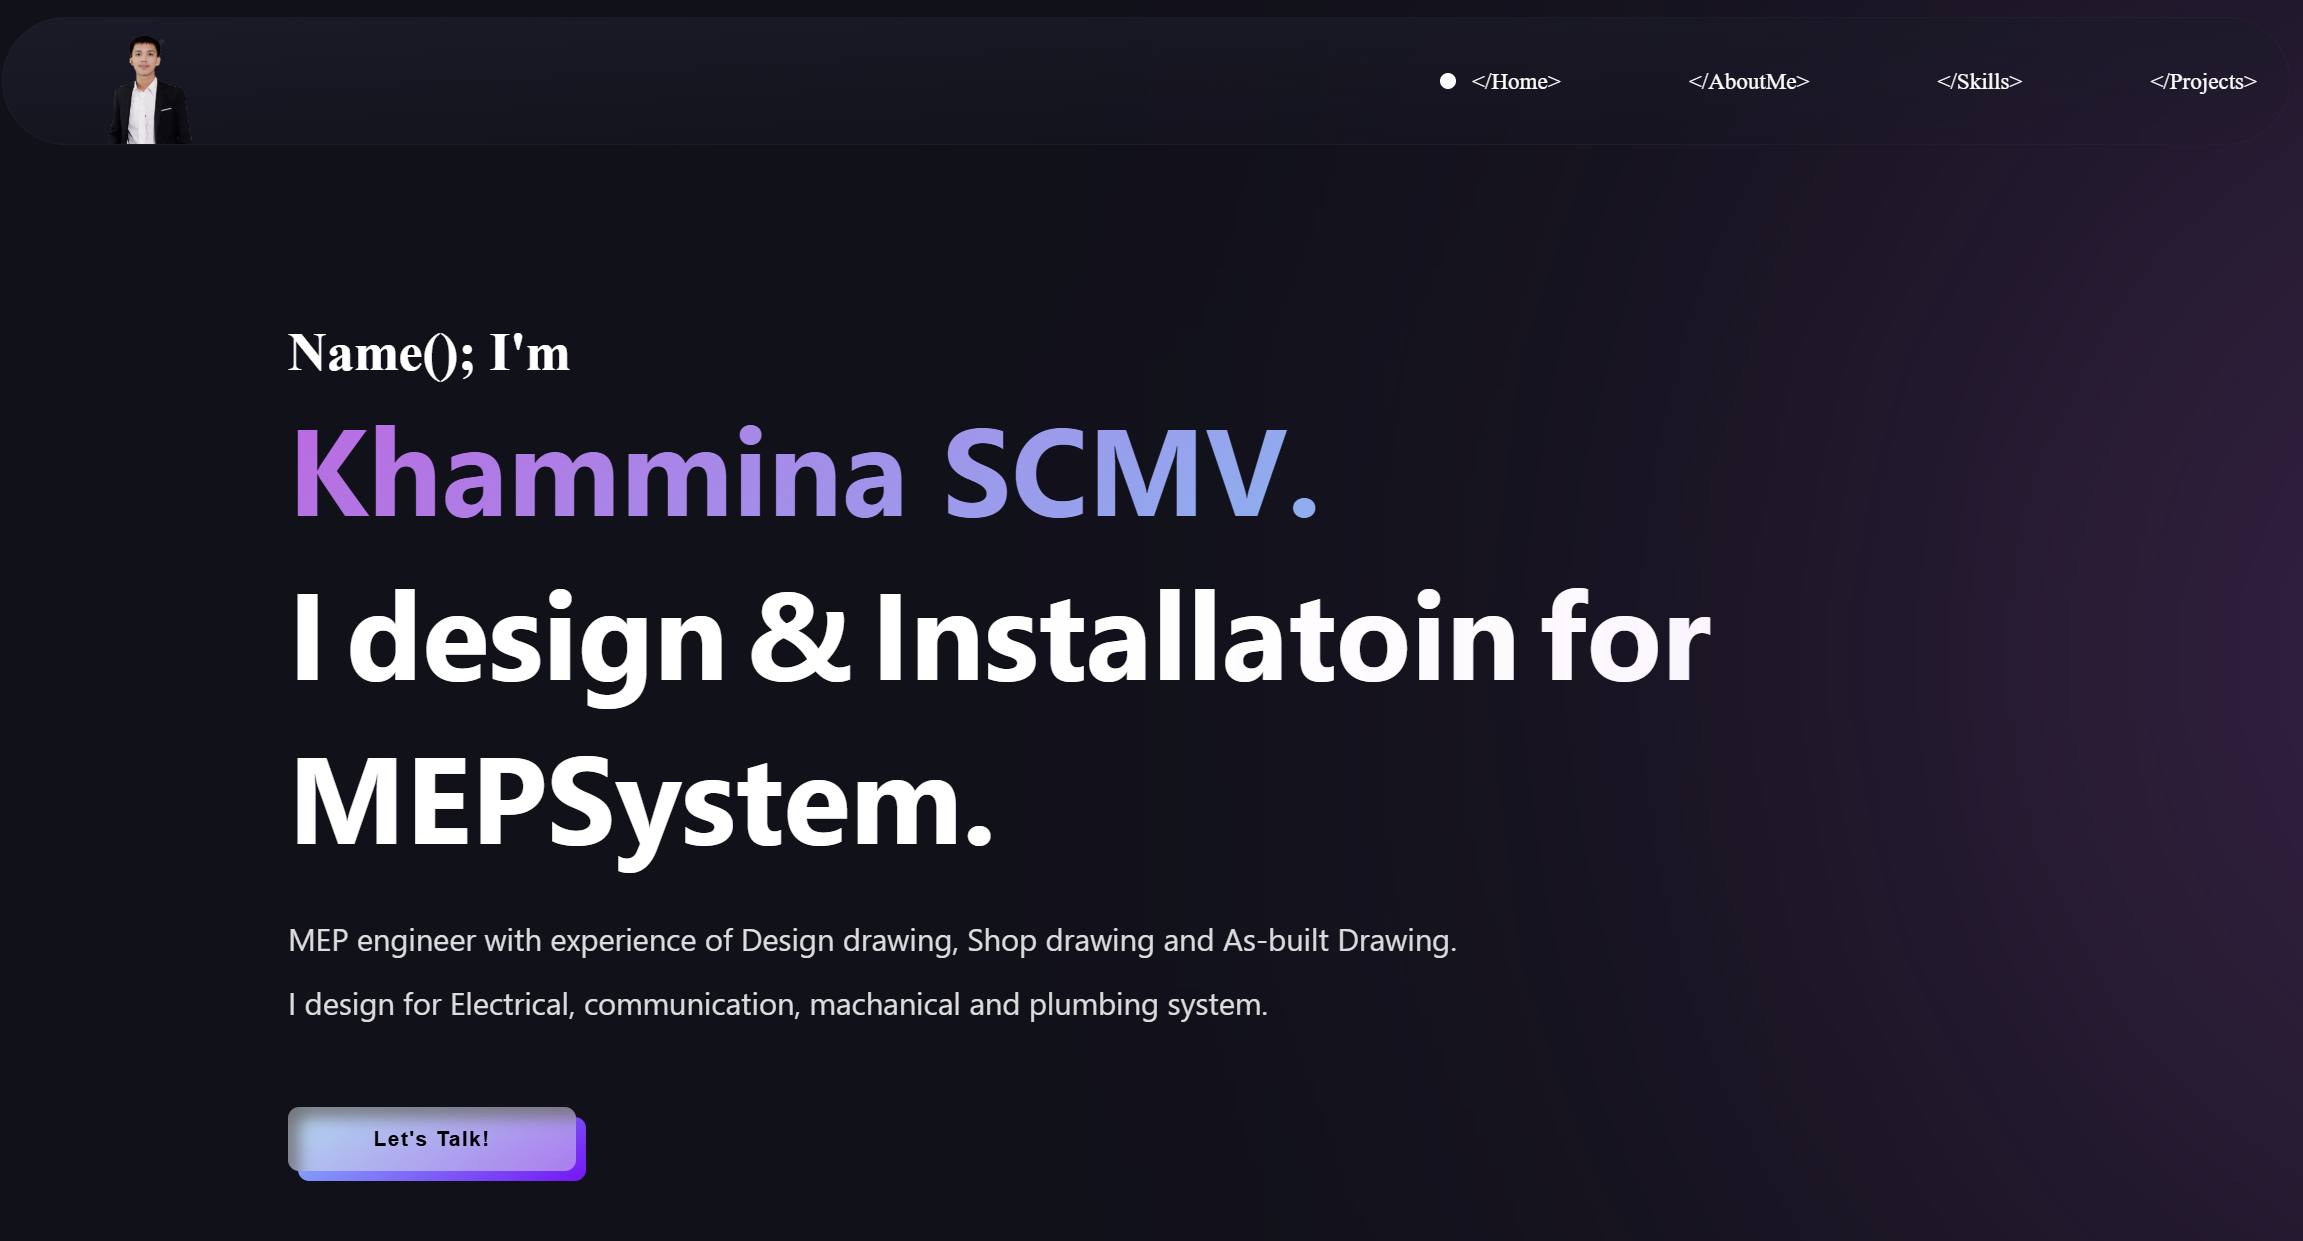 </Home>
</AboutMe>
</Skills>
</Projects>
Name(); I'm
Khammina SCMV.
I design & Installatoin for
MEPSystem.
MEP engineer with experience of Design drawing, Shop drawing and As-built Drawing.
I design for Electrical, communication, machanical and plumbing system.
Let's Talk!